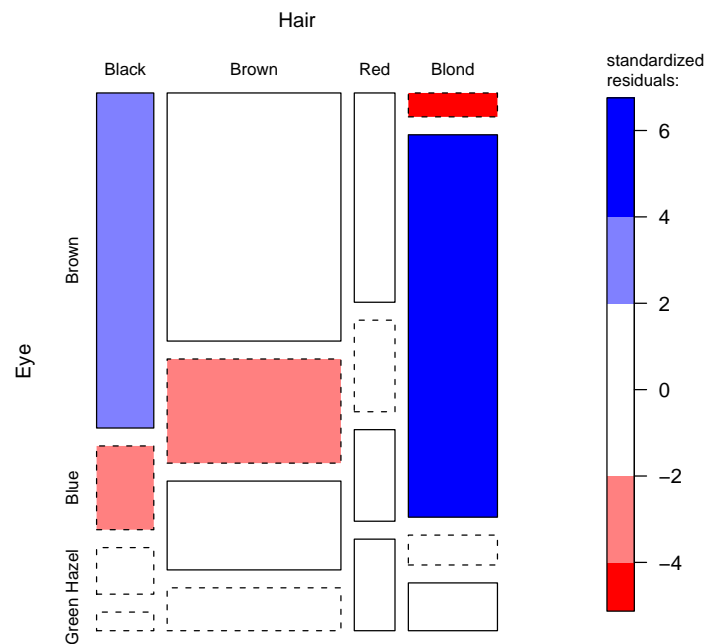 Hair
Black Brown Red Blond
standardized
residuals:
Eye
Brown
Blue
Hazel
Green
6
4
2
0
−2
−4